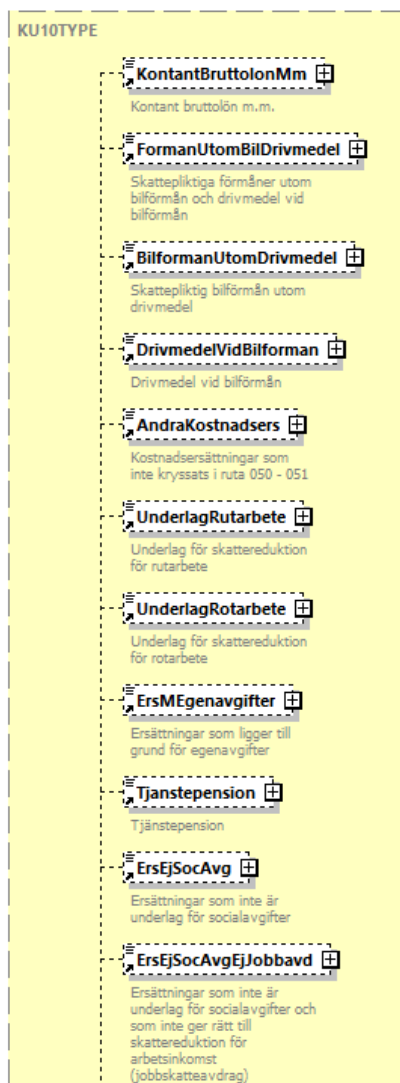 KU10TYPE
KontantBruttolonMm
Kontant bruttolön m.m.
FormanUtomBilDrivmedel
Skattepliktiga förmåner utom
bilförmån och drivmedel vid
bilförmån
BilformanUtomDrivmedel
Skattepliktig bilförmån utom
drivmedel
DrivmedelVidBilforman
Drivmedel vid bilförmån
AndraKostnadsers
Kostnadsersättningar som
inte kryssats i ruta 050 - 051
UnderlagRutarbete
Underlag för skattereduktion
för rutarbete
UnderlagRotarbete
Underlag för skattereduktion
för rotarbete
ErsMEgenavgifter
Ersättningar som ligger till
grund för egenavgifter
Tjanstepension
Tjänstepension
ErsEjSocAvg
Ersättningar som inte är
underlag för socialavgifter
ErsEjSocAvgEjJobbavd
Ersättningar som inte är
underlag för socialavgifter och
som inte ger rätt till
skattereduktion för
arbetsinkomst
(jobbskatteavdrag)